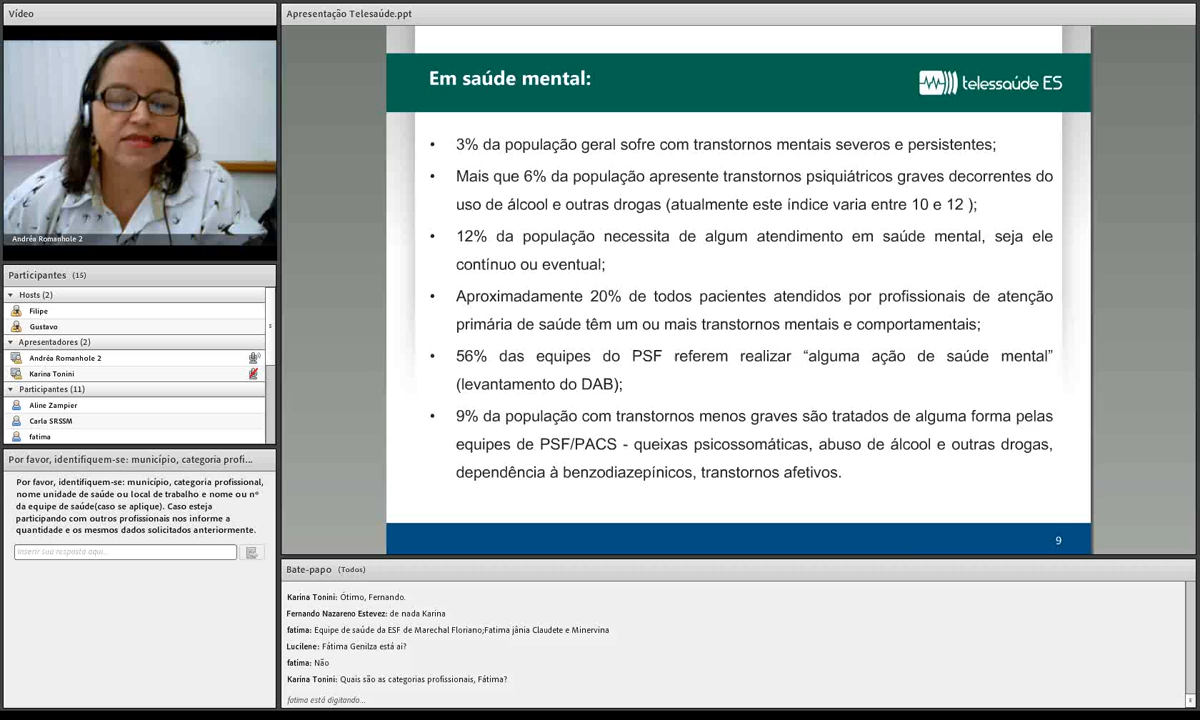 Vídeo
Andréa Romanhole 2
Participantes (15)
Hosts (2)
Filipe
Gustavo
Apresentadores (2)
Andréa Romanhole 2
Karina Tonini
Participantes (11)
Aline Zampier
Carla SRSSM
fatima
Por favor, identifiquem-se: município, categoria profi...
Por favor, identifiquem-se: município, categoria profissional,
nome unidade de saúde ou local de trabalho e nome ou nº
da equipe de saúde(caso se aplique). Caso esteja
participando com outros profissionais nos informe a
quantidade e os mesmos dados solicitados anteriormente.
Inserir sua resposta aqui...
Apresentação Telesaúde.ppt
Em saúde mental:
telessaúde ES
• 3% da população geral sofre com transtornos mentais severos e persistentes;
• Mais que 6% da população apresente transtornos psiquiátricos graves decorrentes do
uso de álcool e outras drogas (atualmente este índice varia entre 10 e 12 );
• 12% da população necessita de algum atendimento em saúde mental, seja ele
contínuo ou eventual;
• Aproximadamente 20% de todos pacientes atendidos por profissionais de atenção
primária de saúde têm um ou mais transtornos mentais e comportamentais;
• 56% das equipes do PSF referem realizar “alguma ação de saúde mental”
(levantamento do DAB);
• 9% da população com transtornos menos graves são tratados de alguma forma pelas
equipes de PSF/PACS - queixas psicossomáticas, abuso de álcool e outras drogas,
dependência à benzodiazepínicos, transtornos afetivos.
9
Bate-papo (Todos)
Karina Tonini: Ótimo, Fernando.
Fernando Nazareno Estevez: de nada Karina
fatima: Equipe de saúde da ESF de Marechal Floriano;Fatima jânia Claudete e Minervina
Lucilene: Fátima Genilza está aí?
fatima: Não
Karina Tonini: Quais são as categorias profissionais, Fátima?
fatima está digitando...